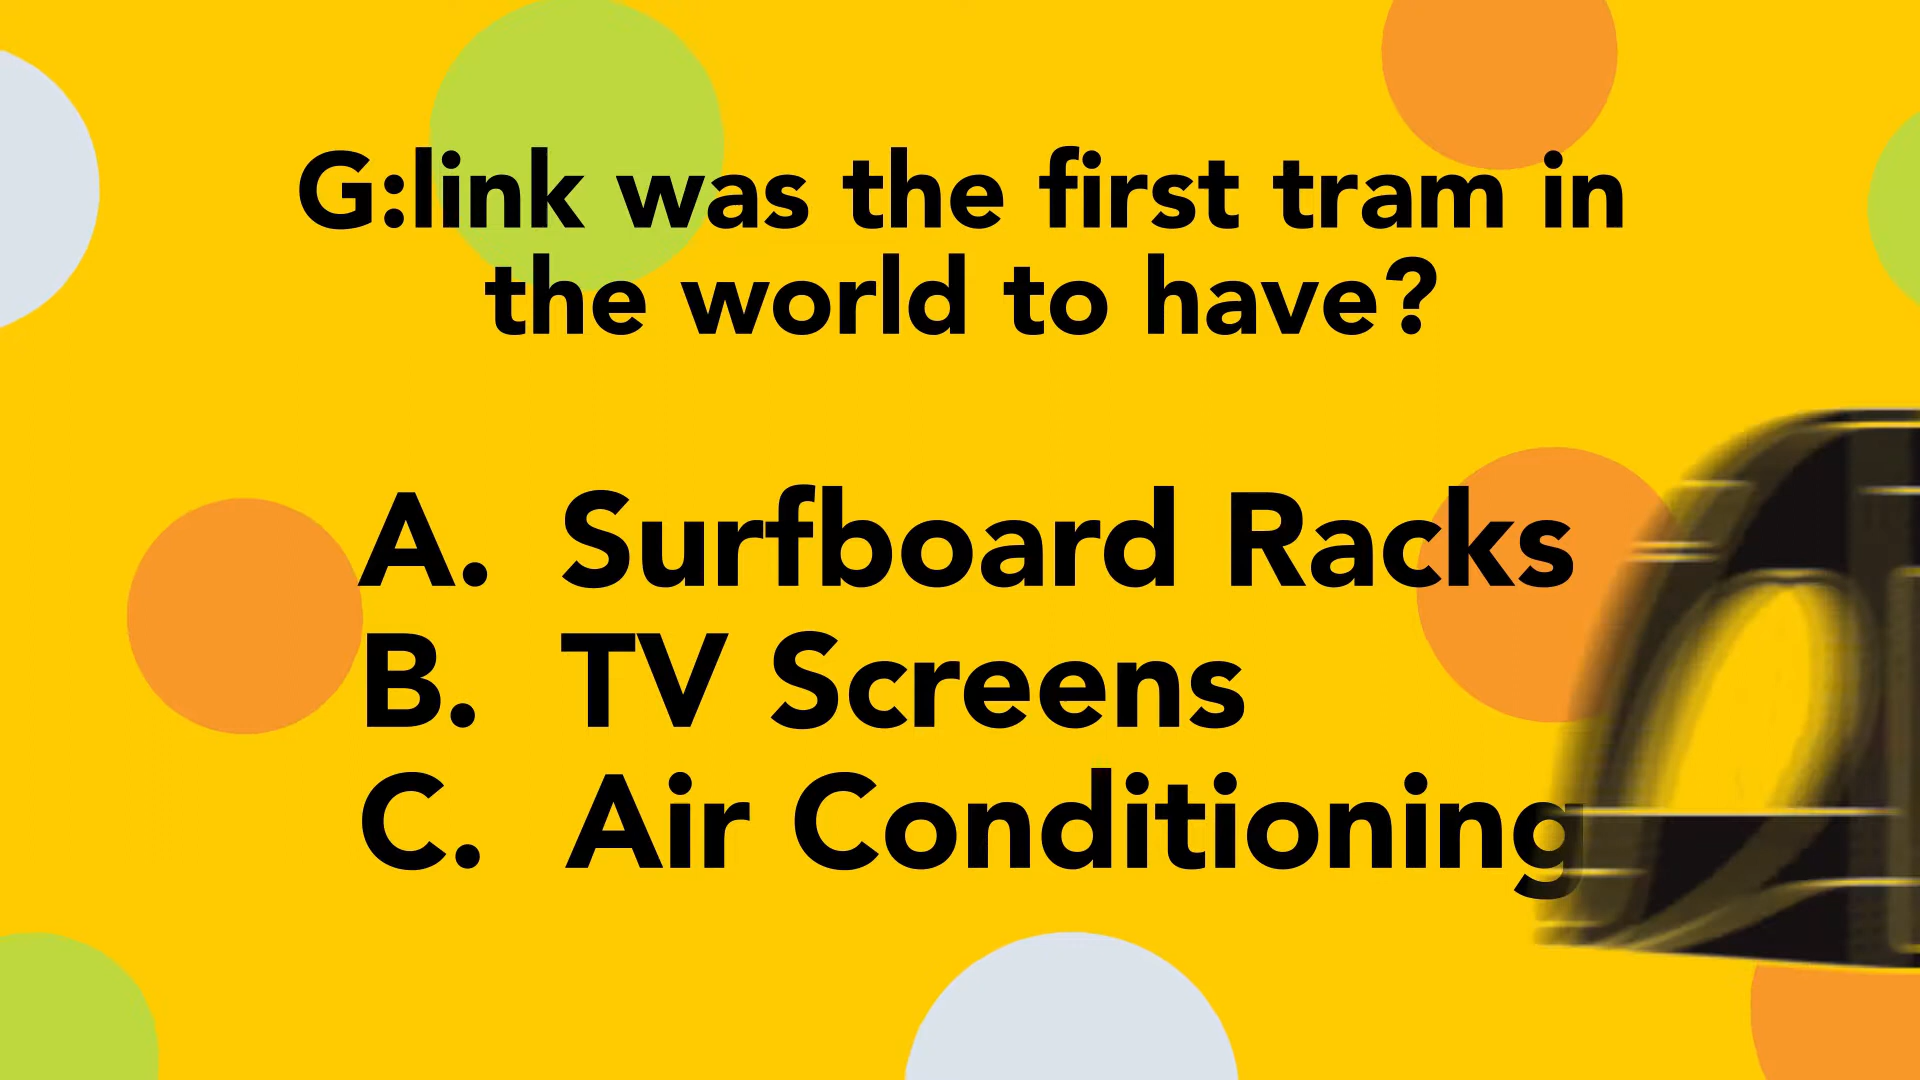 G:link was the first tram in
the world to have?
A. Surfboard Racks
B. TV Screens
C. Air Conditioning